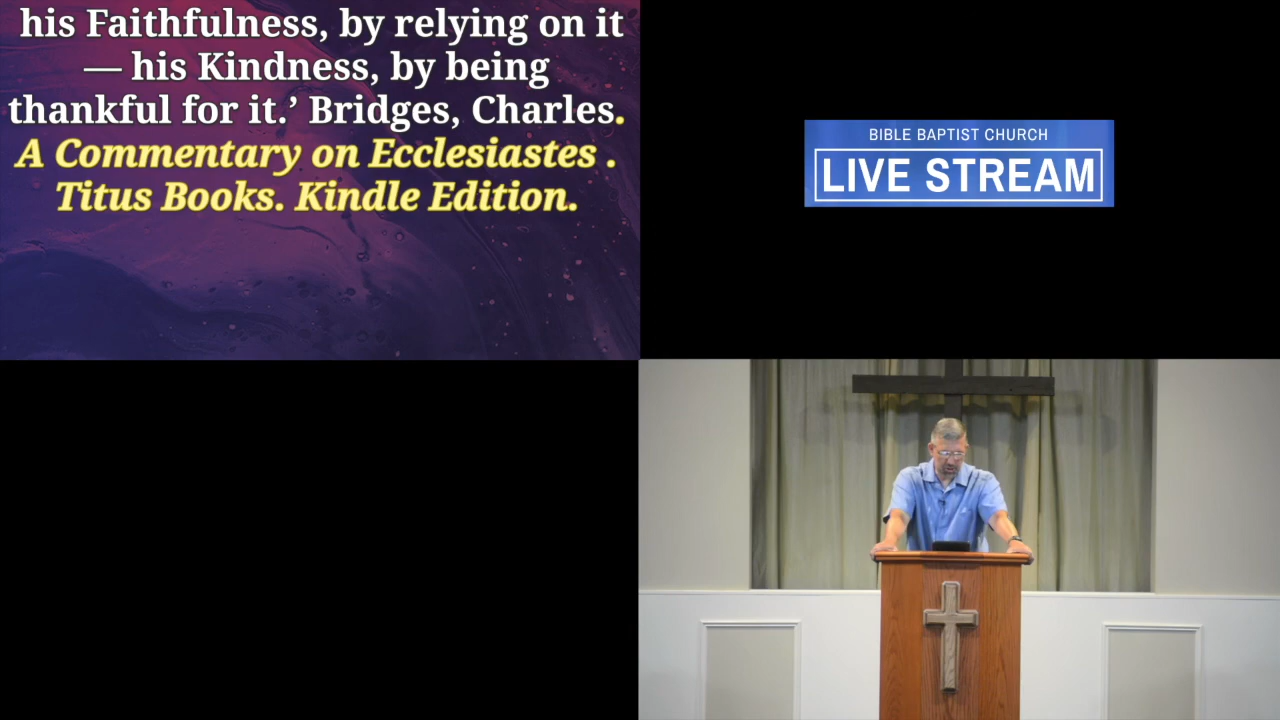 his Faithfulness, by relying on it
— his Kindness, by being
thankful for it.’ Bridges, Charles.
A Commentary on Ecclesiastes .
Titus Books. Kindle Edition.
BIBLE BAPTIST CHURCH
LIVE STREAM